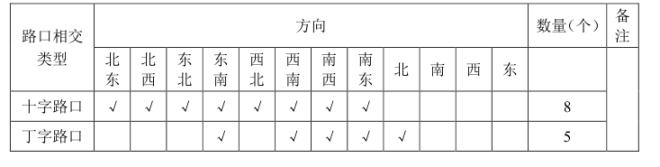 路口相交类型 方向 数量(个) 备注
北东 北西 东北 东南 西北 西南 南西 南东 北 南 西 东
十字路口 √ √ √ √ √ √ √ √ 8
丁字路口 √ √ √ √ √ 5